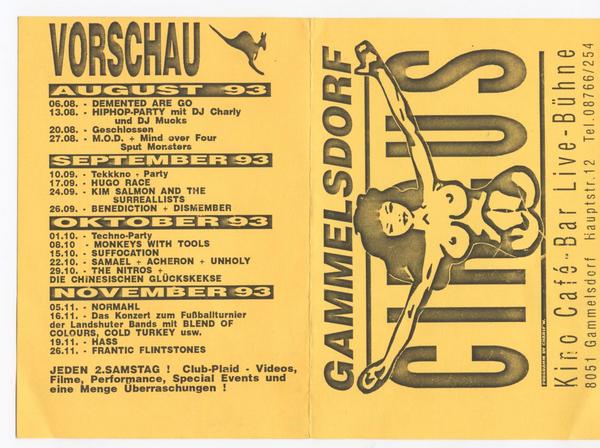 VORSCHAU
AUGUST 93
06.08. - DEMENTED ARE GO
13.08. - HIPHOP-PARTY mit DJ Charly
und DJ Mucks
20.08. - Geschlossen
27.08. - M.O.D. + Mind over Four
Sput Monsters
SEPTEMBER 93
10.09. - Tekkkno - Party
17.09. - HUGO RACE
24.09. - KIM SALMON AND THE
SURREALLISTS
26.09. - BENEDICTION + DISMEMBER
OKTOBER 93
01.10. - Techno-Party
08.10 - MONKEYS WITH TOOLS
15.10. - SUFFOCATION
22.10. - SAMAEL + ACHERON + UNHOLY
29.10. - THE NITROS +
DIE CHINESISCHEN GLÜCKSKEKSE
NOVEMBER 93
05.11. - NORMAHL
16.11. - Das Konzert zum Fußballturnier
der Landshuter Bands mit BLEND OF
COLOURS, COLD TURKEY usw.
19.11. - HASS
26.11. - FRANTIC FLINTSTONES
JEDEN 2.SAMSTAG ! Club-Plaid - Videos,
Filme, Performance, Special Events und
eine Menge Überraschungen !
GAMMELSDORF
CIRCUS
Kino Café-Bar Live-Bühne
8051 Gammelsdorf Hauptstr.12 Tel.08766/254